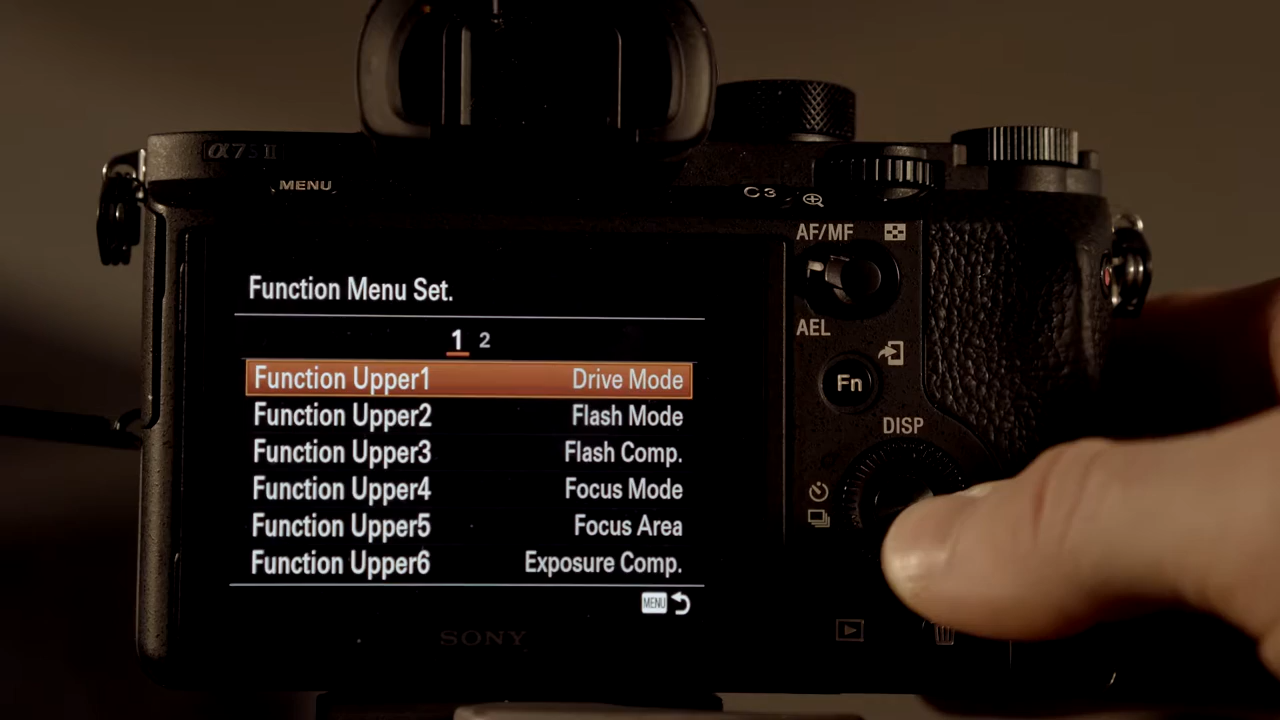 α7SII
MENU
C3
AF/MF
Function Menu Set.
1 2
AEL
Function Upper1 Drive Mode
Fn
Function Upper2 Flash Mode
DISP
Function Upper3 Flash Comp.
Function Upper4 Focus Mode
Function Upper5 Focus Area
Function Upper6 Exposure Comp.
MENU
SONY